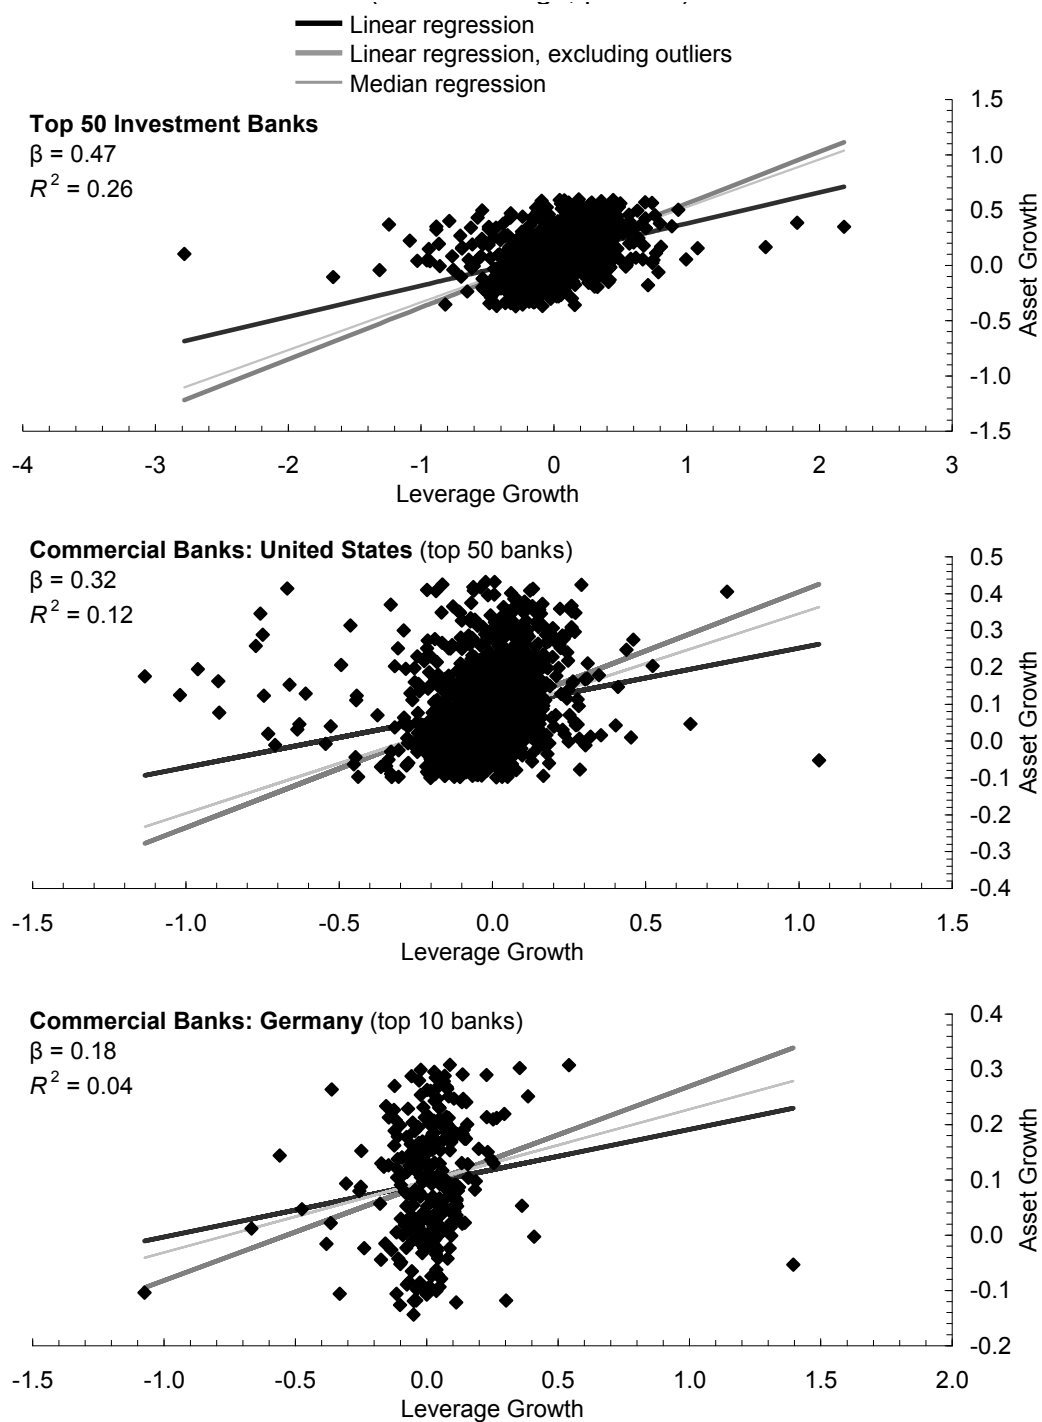 Linear regression
Linear regression, excluding outliers
Median regression
Top 50 Investment Banks
β = 0.47
R² = 0.26
1.5
1.0
0.5
0.0
-0.5
-1.0
-1.5
Asset Growth
-4 -3 -2 -1 0 1 2 3
Leverage Growth
Commercial Banks: United States (top 50 banks)
β = 0.32
R² = 0.12
0.5
0.4
0.3
0.2
0.1
0.0
-0.1
-0.2
-0.3
-0.4
Asset Growth
-1.5 -1.0 -0.5 0.0 0.5 1.0 1.5
Leverage Growth
Commercial Banks: Germany (top 10 banks)
β = 0.18
R² = 0.04
0.4
0.3
0.2
0.1
0.0
-0.1
-0.2
Asset Growth
-1.5 -1.0 -0.5 0.0 0.5 1.0 1.5 2.0
Leverage Growth